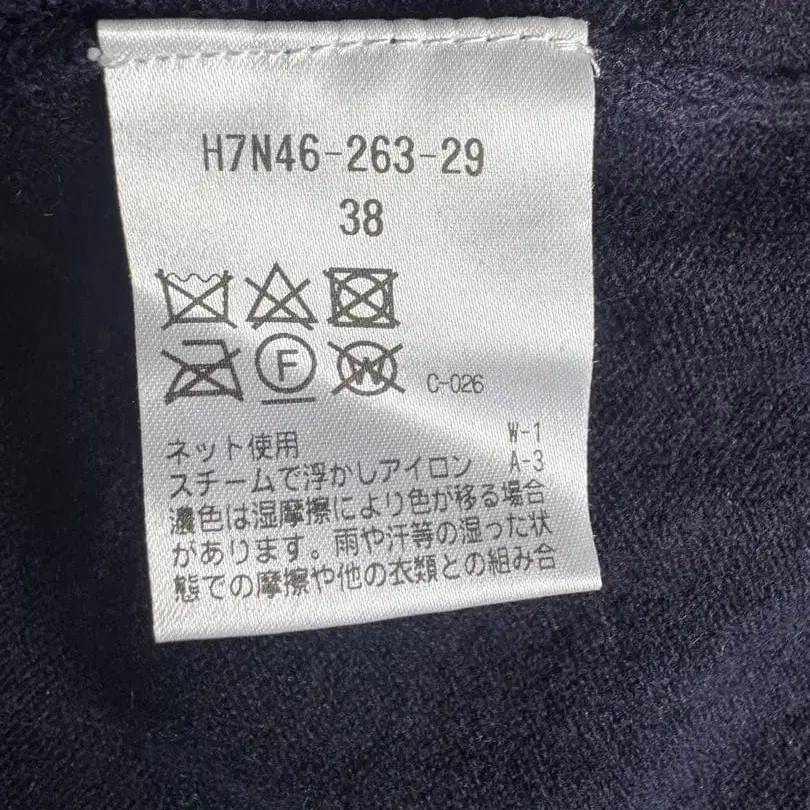 H7N46-263-29
38
F W C-026
ネット使用 W-1
スチームで浮かしアイロン A-3
濃色は湿摩擦により色が移る場合
があります。雨や汗等の湿った状
態での摩擦や他の衣類との組み合